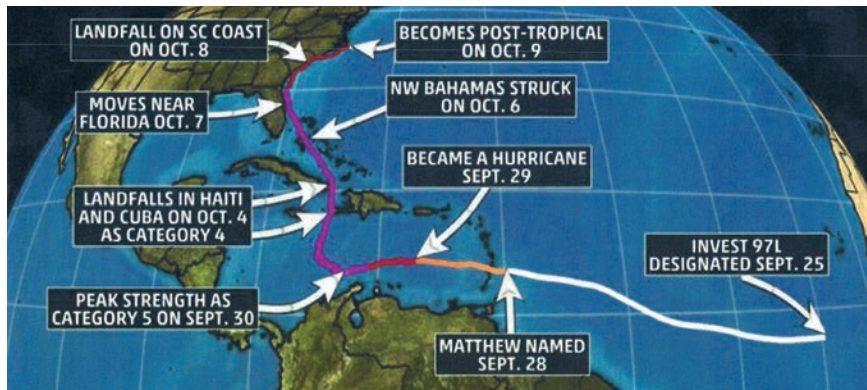 LANDFALL ON SC COAST
ON OCT. 8
BECOMES POST-TROPICAL
ON OCT. 9
MOVES NEAR
FLORIDA OCT. 7
NW BAHAMAS STRUCK
ON OCT. 6
BECAME A HURRICANE
SEPT. 29
LANDFALLS IN HAITI
AND CUBA ON OCT. 4
AS CATEGORY 4
INVEST 97L
DESIGNATED SEPT. 25
PEAK STRENGTH AS
CATEGORY 5 ON SEPT. 30
MATTHEW NAMED
SEPT. 28